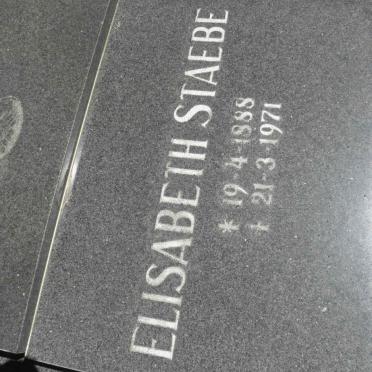 ELISABETH STAEBE
* 19-4-1888
† 21-3-1971